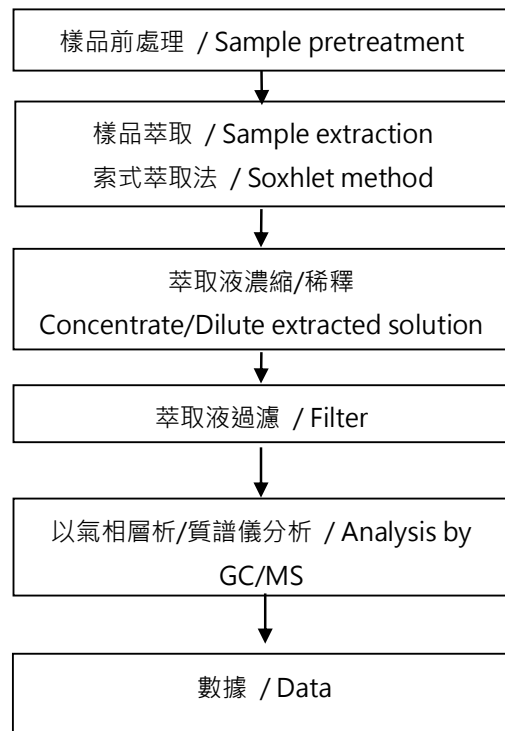 樣品前處理 / Sample pretreatment
樣品萃取 / Sample extraction
索式萃取法 / Soxhlet method
萃取液濃縮/稀釋
Concentrate/Dilute extracted solution
萃取液過濾 / Filter
以氣相層析/質譜儀分析 / Analysis by
GC/MS
數據 / Data